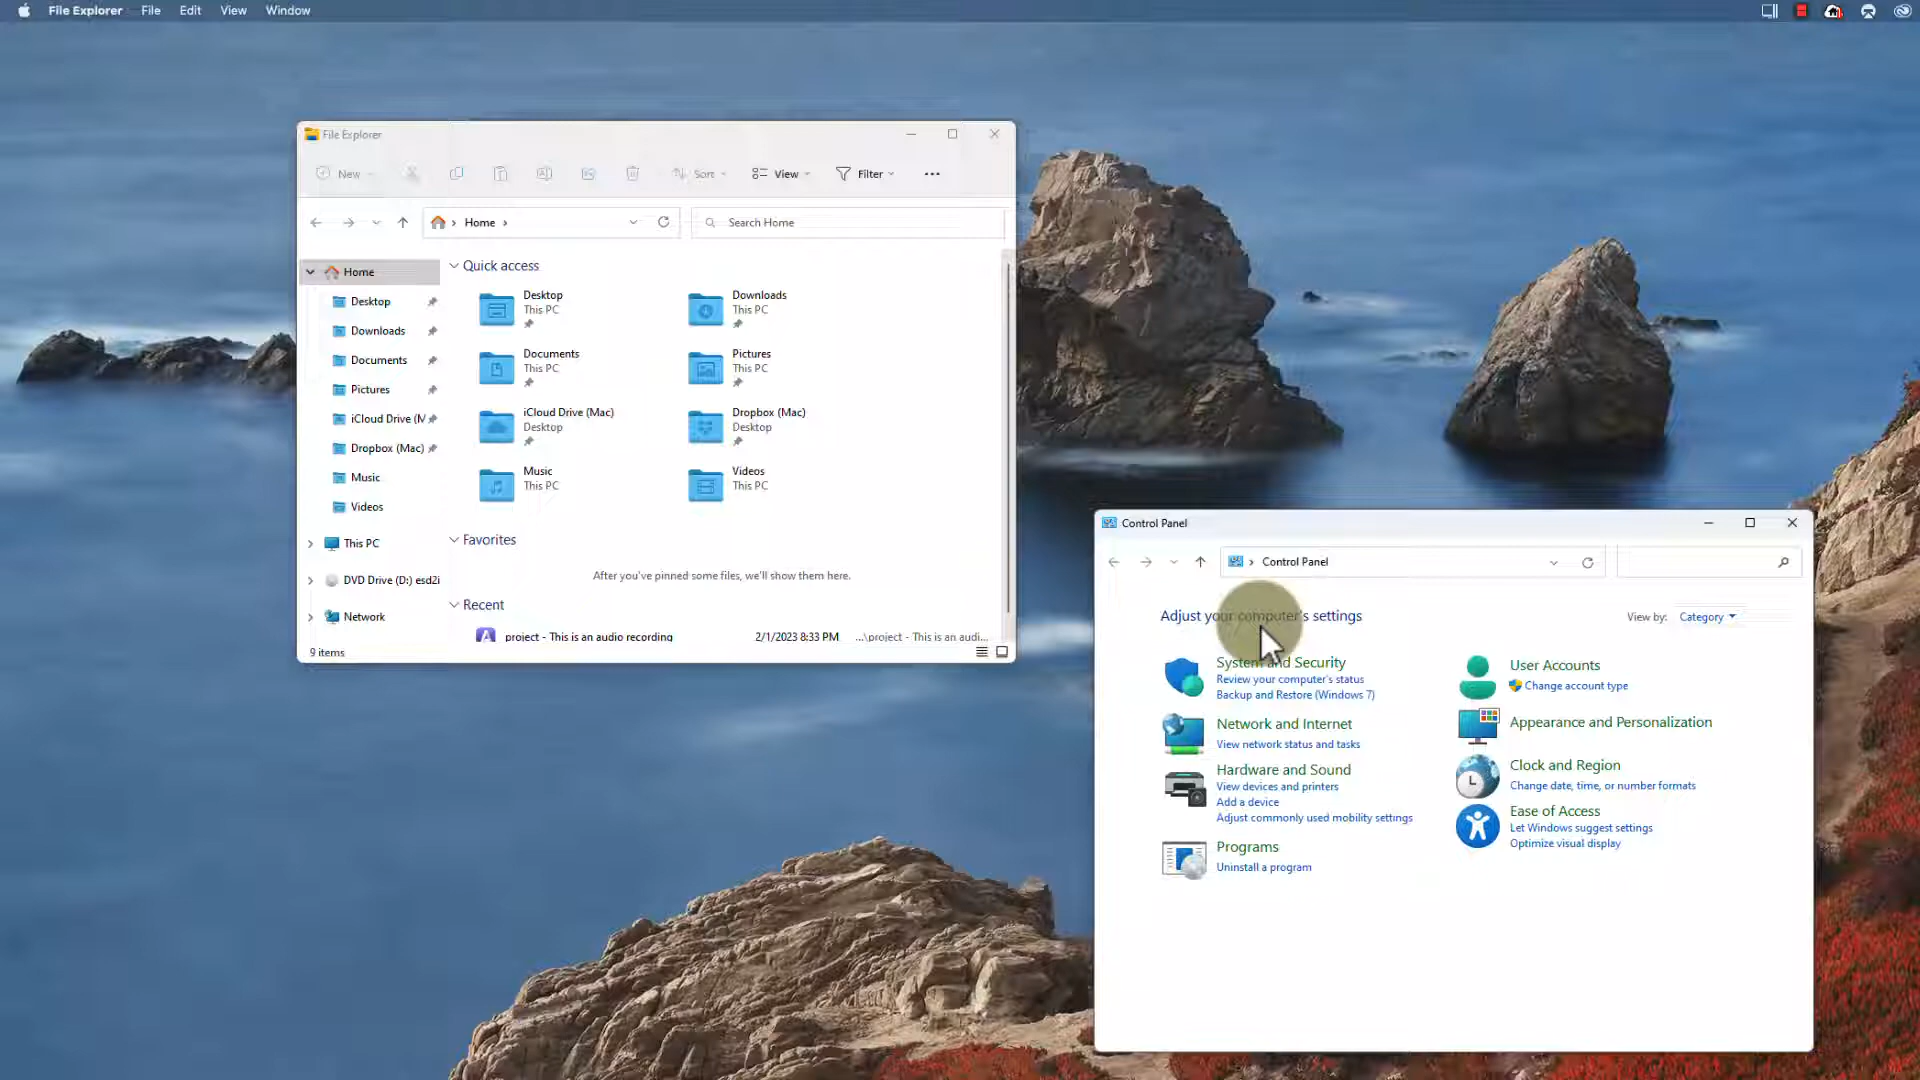 File Explorer File Edit View Window
File Explorer
New Sort View Filter
Home Search Home
Home
Desktop
Downloads
Documents
Pictures
iCloud Drive (M
Dropbox (Mac)
Music
Videos
This PC
DVD Drive (D:) esd2i
Network
Quick access
Desktop
This PC
Downloads
This PC
Documents
This PC
Pictures
This PC
iCloud Drive (Mac)
Desktop
Dropbox (Mac)
Desktop
Music
This PC
Videos
This PC
Favorites
After you've pinned some files, we'll show them here.
Recent
project - This is an audio recording 2/1/2023 8:33 PM ...\project - This is an audi...
9 items
Control Panel
Control Panel
Adjust your computer's settings
View by: Category
System and Security
Review your computer's status
Backup and Restore (Windows 7)
Network and Internet
View network status and tasks
Hardware and Sound
View devices and printers
Add a device
Adjust commonly used mobility settings
Programs
Uninstall a program
User Accounts
Change account type
Appearance and Personalization
Clock and Region
Change date, time, or number formats
Ease of Access
Let Windows suggest settings
Optimize visual display